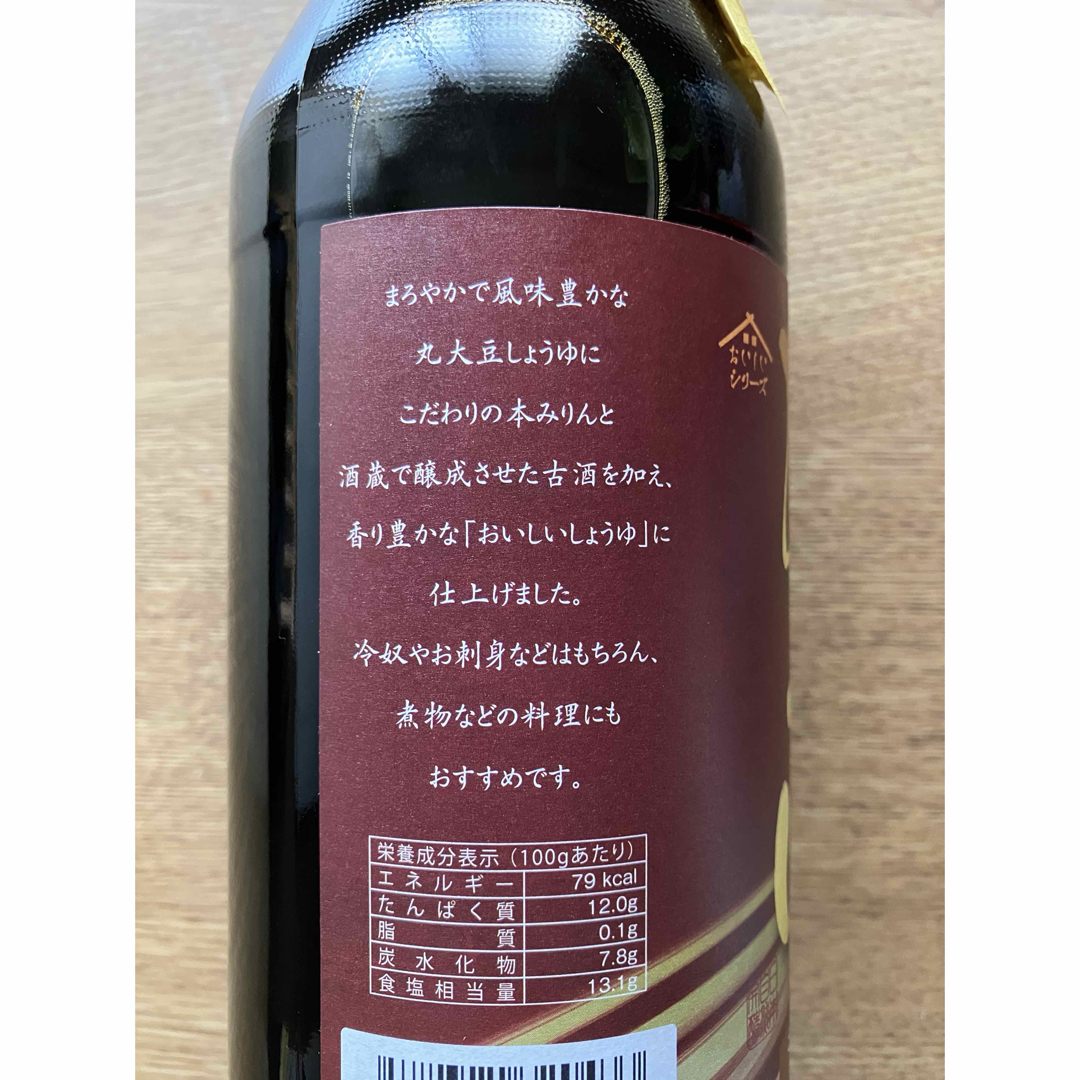 まろやかで風味豊かな
丸大豆しょうゆに
こだわりの本みりんと
酒蔵で醸成させた古酒を加え、
香り豊かな「おいしいしょうゆ」に
仕上げました。
冷奴やお刺身などはもちろん、
煮物などの料理にも
おすすめです。
おいしい
シリーズ
栄養成分表示（100gあたり）
エネルギー 79 kcal
たんぱく質 12.0g
脂質 0.1g
炭水化物 7.8g
食塩相当量 13.1g